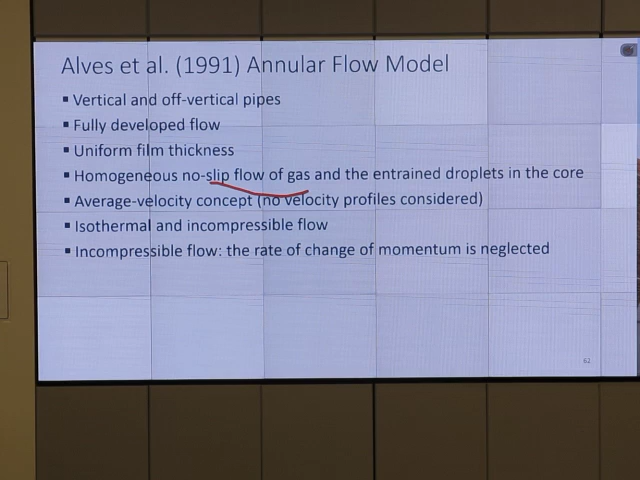 Alves et al. (1991) Annular Flow Model
▪ Vertical and off-vertical pipes
▪ Fully developed flow
▪ Uniform film thickness
▪ Homogeneous no-slip flow of gas and the entrained droplets in the core
▪ Average-velocity concept (no velocity profiles considered)
▪ Isothermal and incompressible flow
▪ Incompressible flow: the rate of change of momentum is neglected